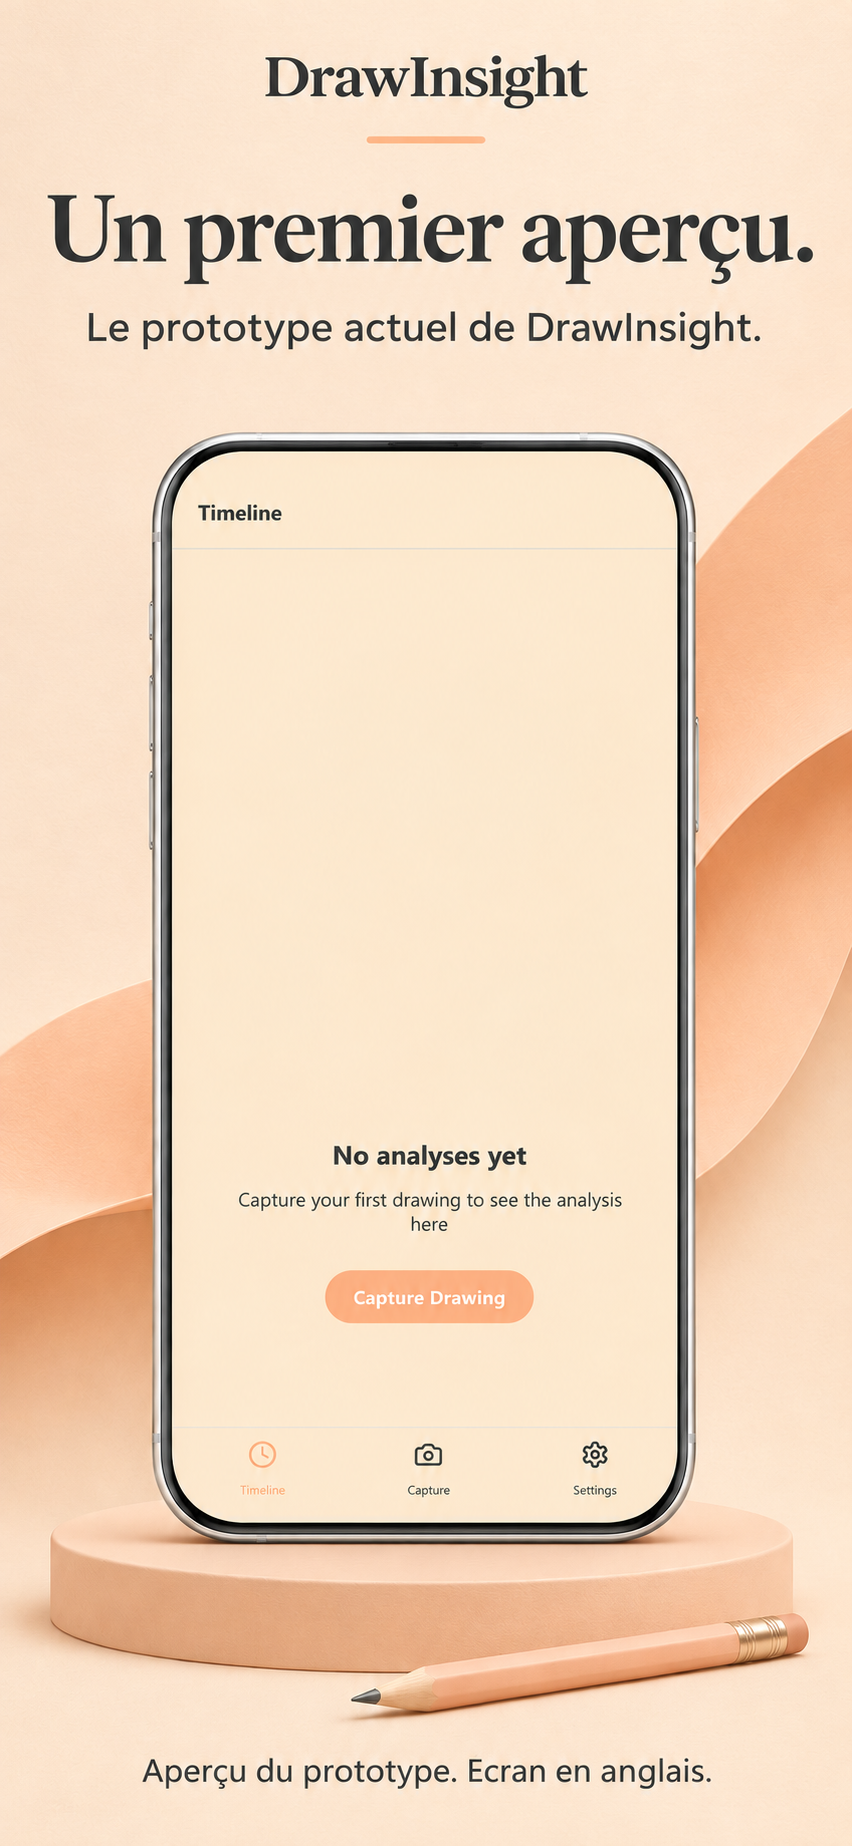 DrawInsight
Un premier aperçu.
Le prototype actuel de DrawInsight.
Timeline
No analyses yet
Capture your first drawing to see the analysis
here
Capture Drawing
Timeline
Capture
Settings
Aperçu du prototype. Ecran en anglais.